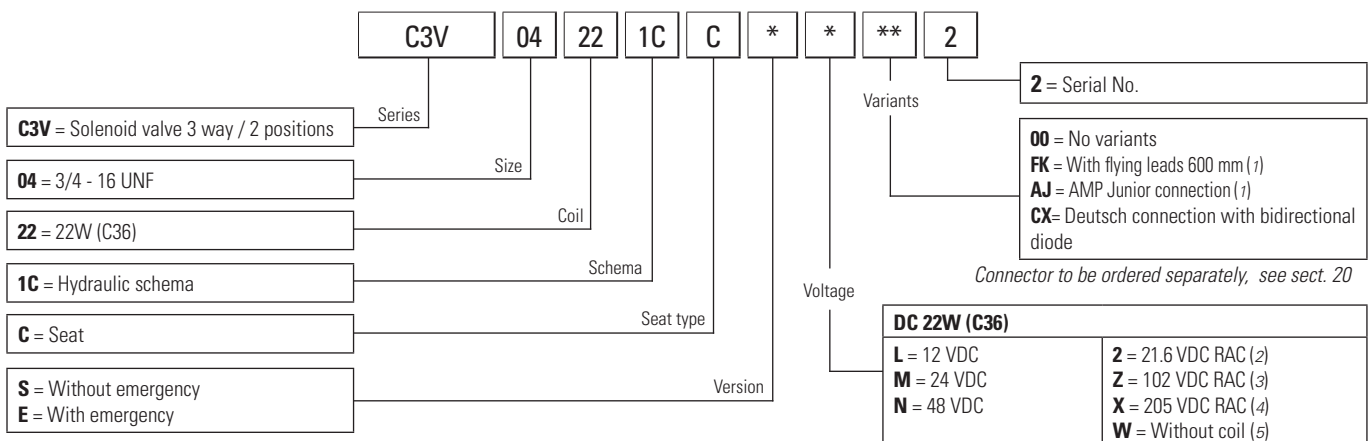 C3V 04 22 1C C * * ** 2
Series
C3V = Solenoid valve 3 way / 2 positions
Size
04 = 3/4 - 16 UNF
Coil
22 = 22W (C36)
Schema
1C = Hydraulic schema
Seat type
C = Seat
Version
S = Without emergency
E = With emergency
Voltage
DC 22W (C36)
L = 12 VDC
M = 24 VDC
N = 48 VDC
2 = 21.6 VDC RAC (2)
Z = 102 VDC RAC (3)
X = 205 VDC RAC (4)
W = Without coil (5)
Variants
00 = No variants
FK = With flying leads 600 mm (1)
AJ = AMP Junior connection (1)
CX= Deutsch connection with bidirectional
diode
Connector to be ordered separately, see sect. 20
2 = Serial No.